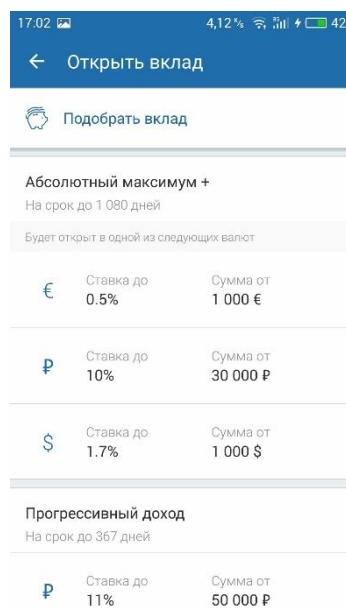 17:02 4,12 ᴷ/s 42
Открыть вклад
Подобрать вклад
Абсолютный максимум +
На срок до 1 080 дней
Будет открыт в одной из следующих валют
€ Ставка до Сумма от
0.5% 1 000 €
₽ Ставка до Сумма от
10% 30 000 ₽
$ Ставка до Сумма от
1.7% 1 000 $
Прогрессивный доход
На срок до 367 дней
₽ Ставка до Сумма от
11% 50 000 ₽